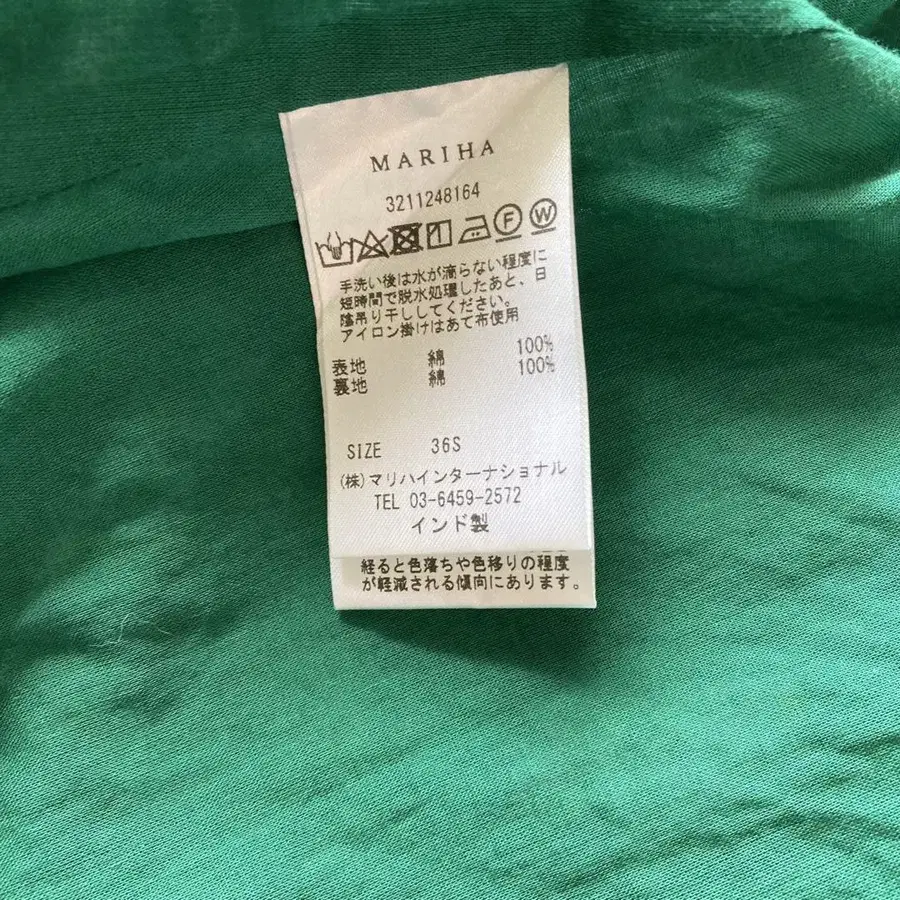 MARIHA
3211248164
F W
手洗い後は水が滴らない程度に
短時間で脱水処理したあと、日
陰吊り干ししてください。
アイロン掛けはあて布使用
表地 綿 100%
裏地 綿 100%
SIZE 36S
(株)マリハインターナショナル
TEL 03-6459-2572
インド製
経ると色落ちや色移りの程度
が軽減される傾向にあります。